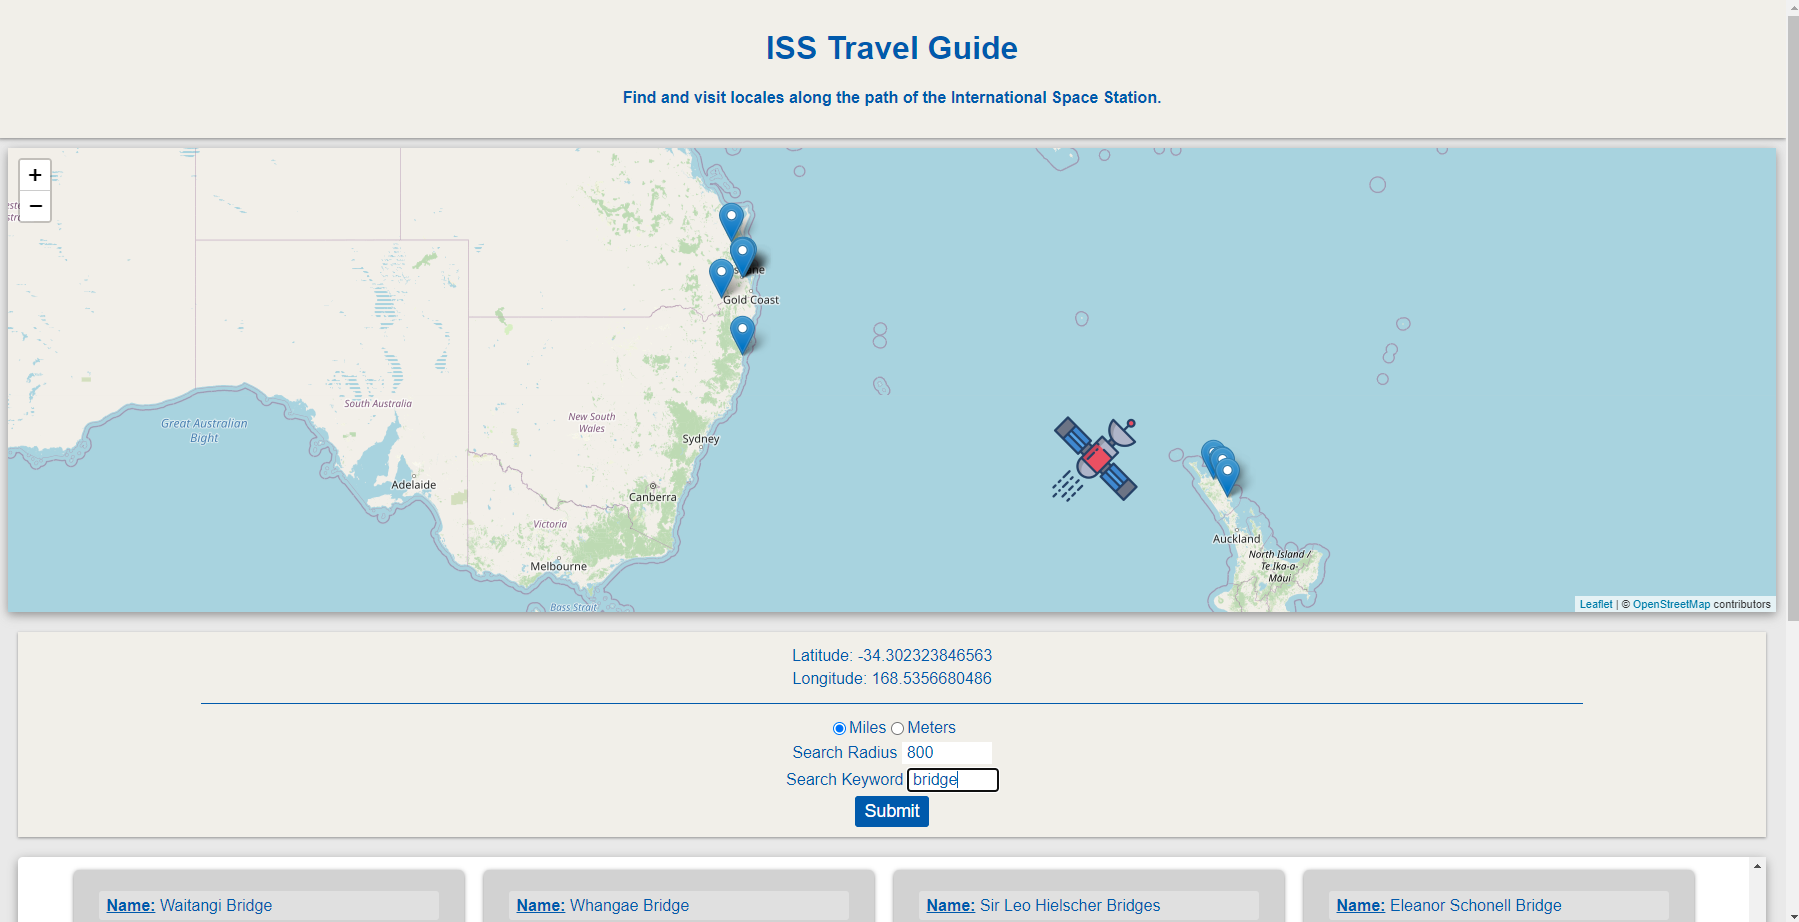 ISS Travel Guide
Find and visit locales along the path of the International Space Station.
+
−
Gold Coast
South Australia
Great Australian
Bight
New South
Wales
Sydney
Adelaide
Canberra
Victoria
Melbourne
Bass Strait
Auckland
North Island /
Te Ika-a-
Māui
Leaflet | © OpenStreetMap contributors
Latitude: -34.302323846563
Longitude: 168.5356680486
Miles Meters
Search Radius 800
Search Keyword bridge
Submit
Name: Waitangi Bridge
Name: Whangae Bridge
Name: Sir Leo Hielscher Bridges
Name: Eleanor Schonell Bridge